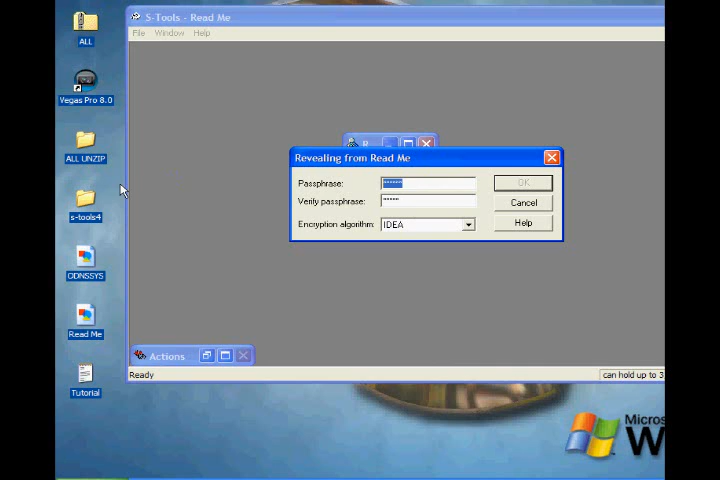 ALL
Vegas Pro 8.0
ALL UNZIP
s-tools4
ODNSSYS
Read Me
Tutorial
S-Tools - Read Me
File Window Help
R...
Revealing from Read Me
Passphrase: ******
OK
Verify passphrase: *****
Cancel
Encryption algorithm: IDEA
Help
Actions
Ready
can hold up to 3
Micros
W